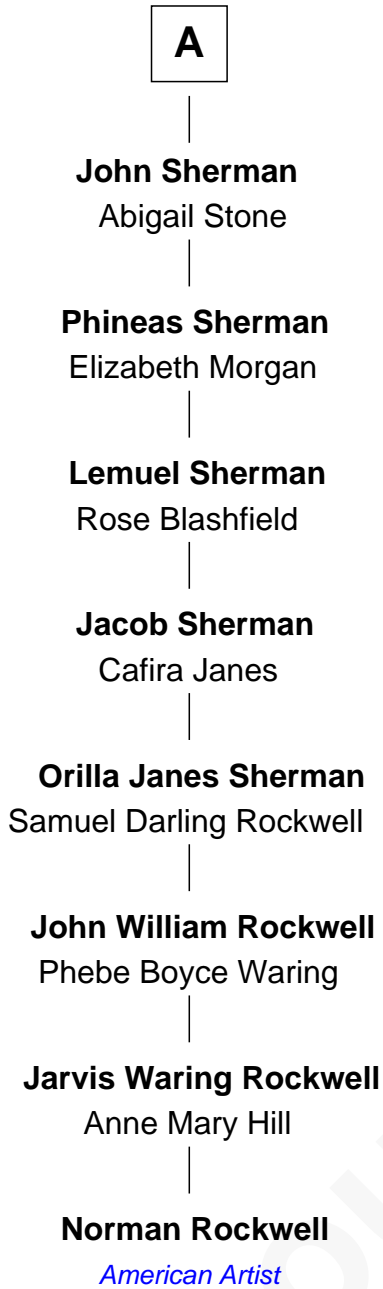 A
John Sherman
Abigail Stone
Phineas Sherman
Elizabeth Morgan
Lemuel Sherman
Rose Blashfield
Jacob Sherman
Cafira Janes
Orilla Janes Sherman
Samuel Darling Rockwell
John William Rockwell
Phebe Boyce Waring
Jarvis Waring Rockwell
Anne Mary Hill
Norman Rockwell
American Artist